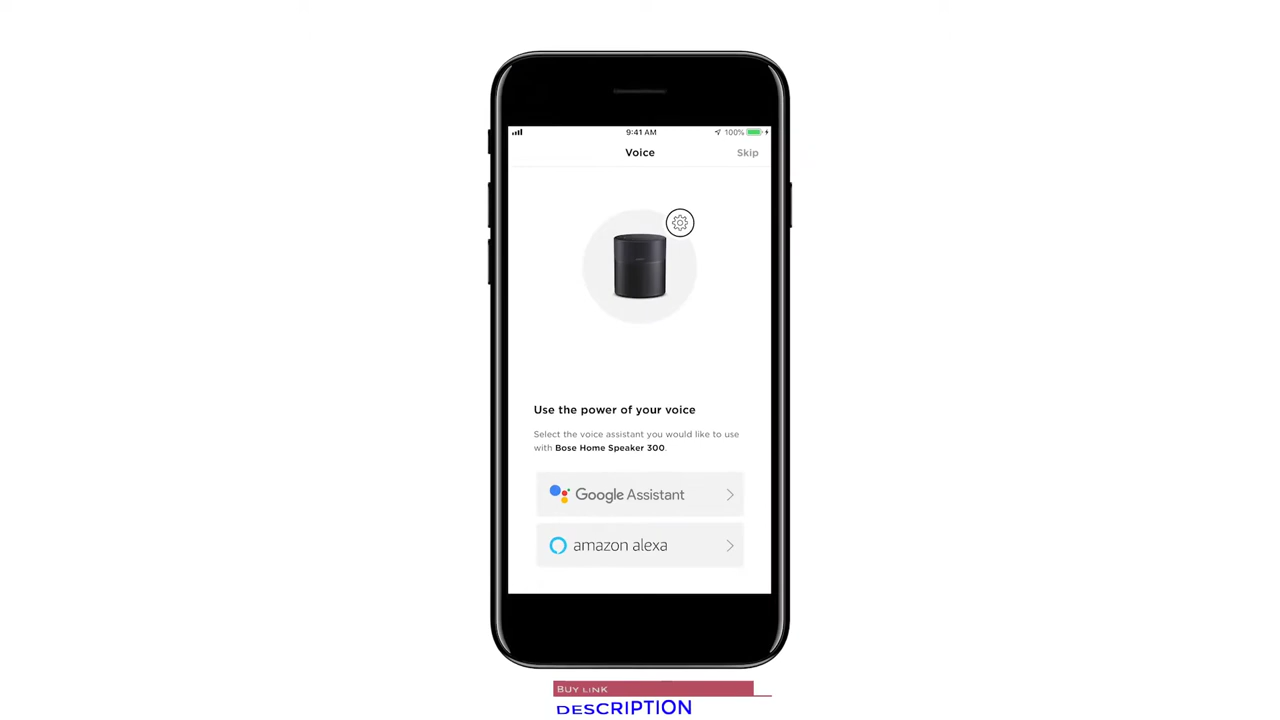 9:41 AM
100%
Voice
Skip
Use the power of your voice
Select the voice assistant you would like to use
with Bose Home Speaker 300.
Google Assistant
amazon alexa
BUY LINK
DESCRIPTION